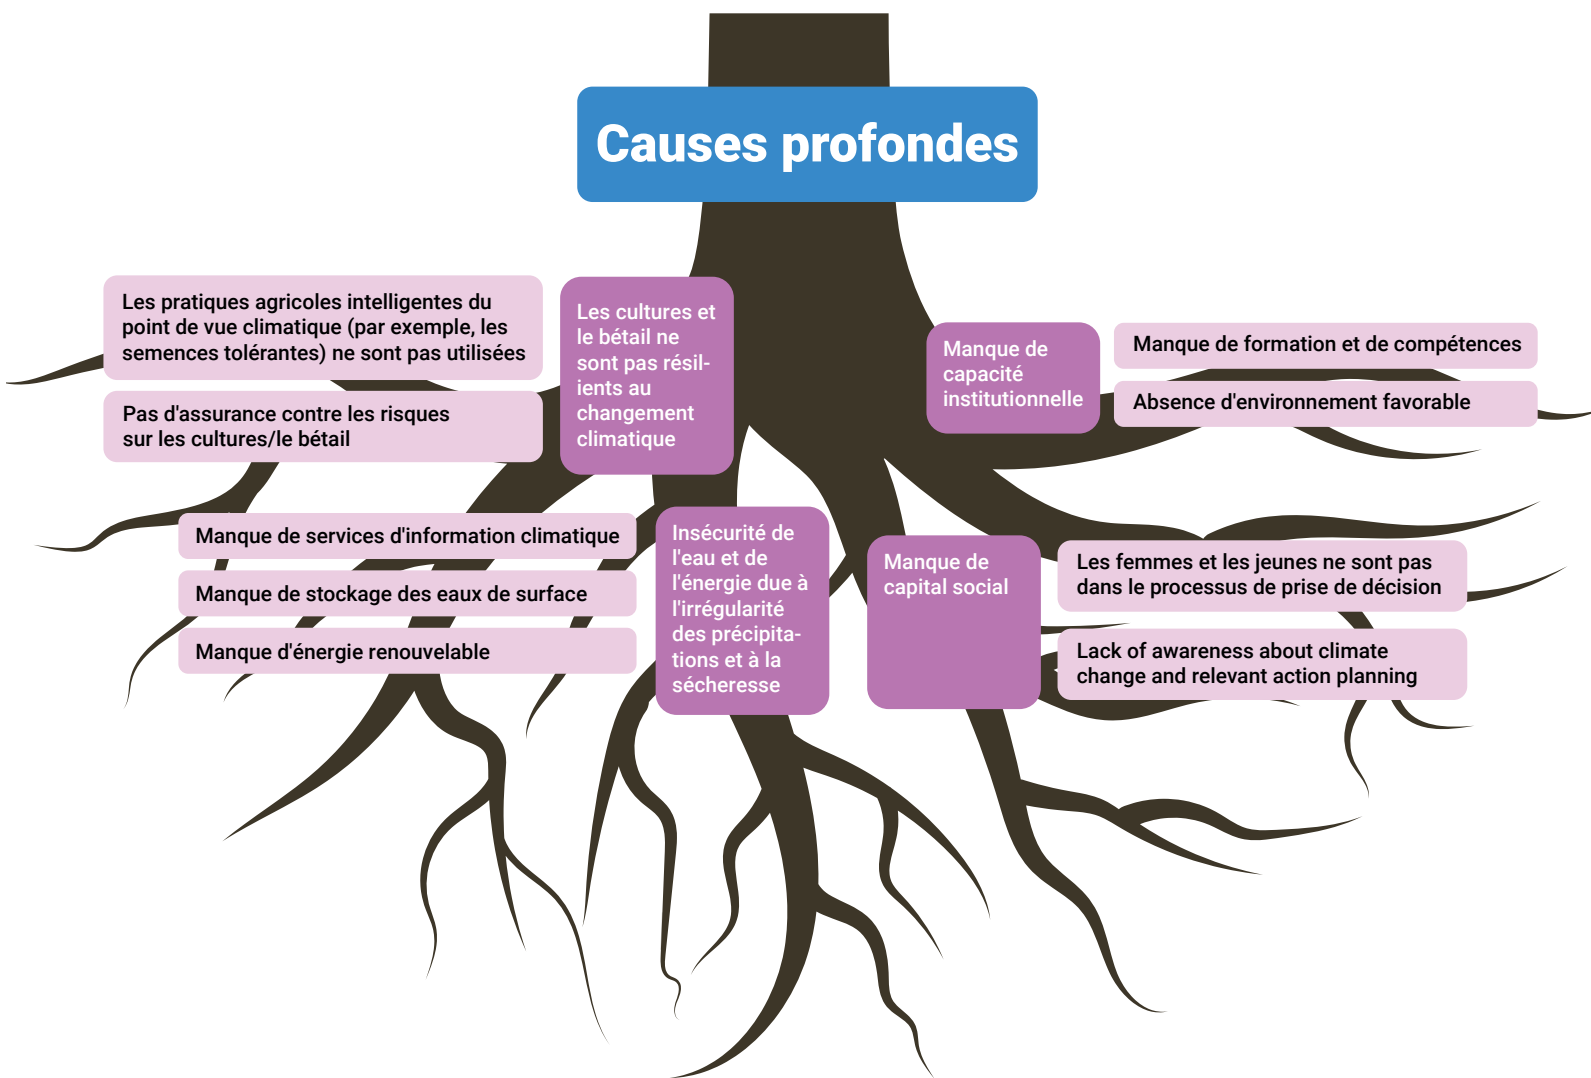 Causes profondes
Les pratiques agricoles intelligentes du
point de vue climatique (par exemple, les
semences tolérantes) ne sont pas utilisées
Pas d'assurance contre les risques
sur les cultures/le bétail
Les cultures et
le bétail ne
sont pas résil-
ients au
changement
climatique
Manque de
capacité
institutionnelle
Manque de formation et de compétences
Absence d'environnement favorable
Manque de services d'information climatique
Manque de stockage des eaux de surface
Manque d'énergie renouvelable
Insécurité de
l'eau et de
l'énergie due à
l'irrégularité
des précipita-
tions et à la
sécheresse
Manque de
capital social
Les femmes et les jeunes ne sont pas
dans le processus de prise de décision
Lack of awareness about climate
change and relevant action planning